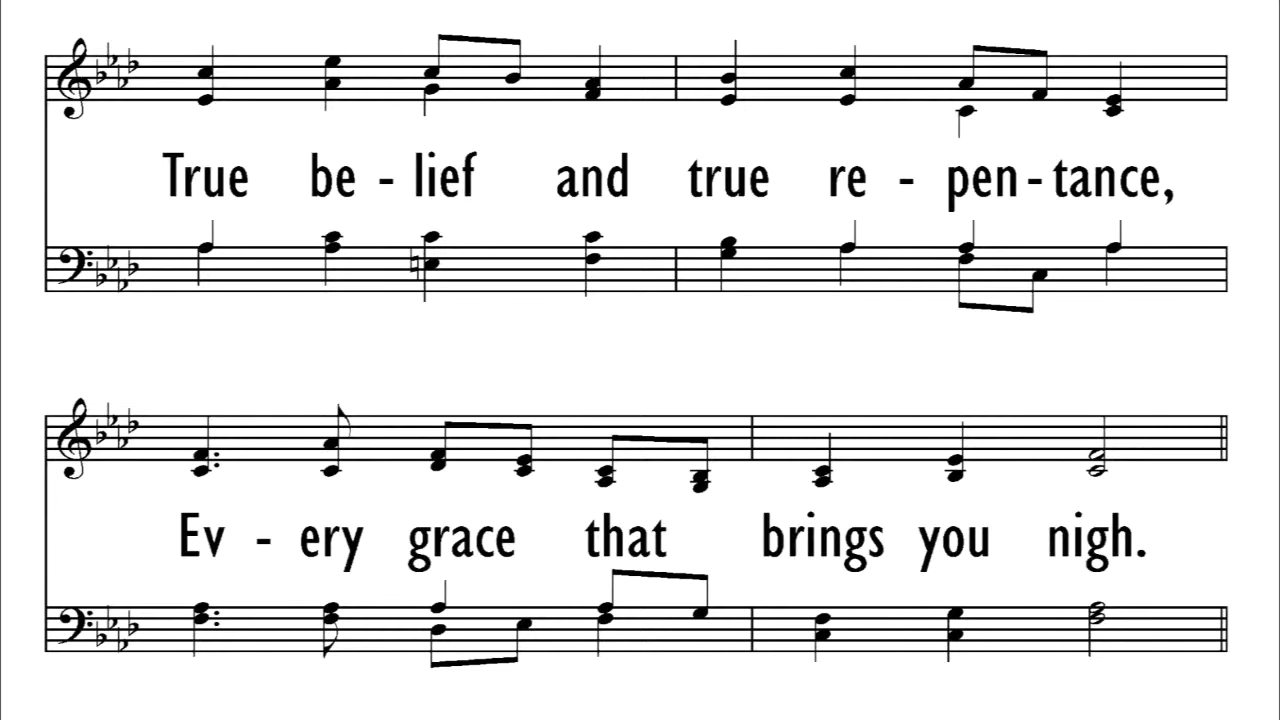 True be - lief and true re - pen - tance,
Ev - ery grace that brings you nigh.